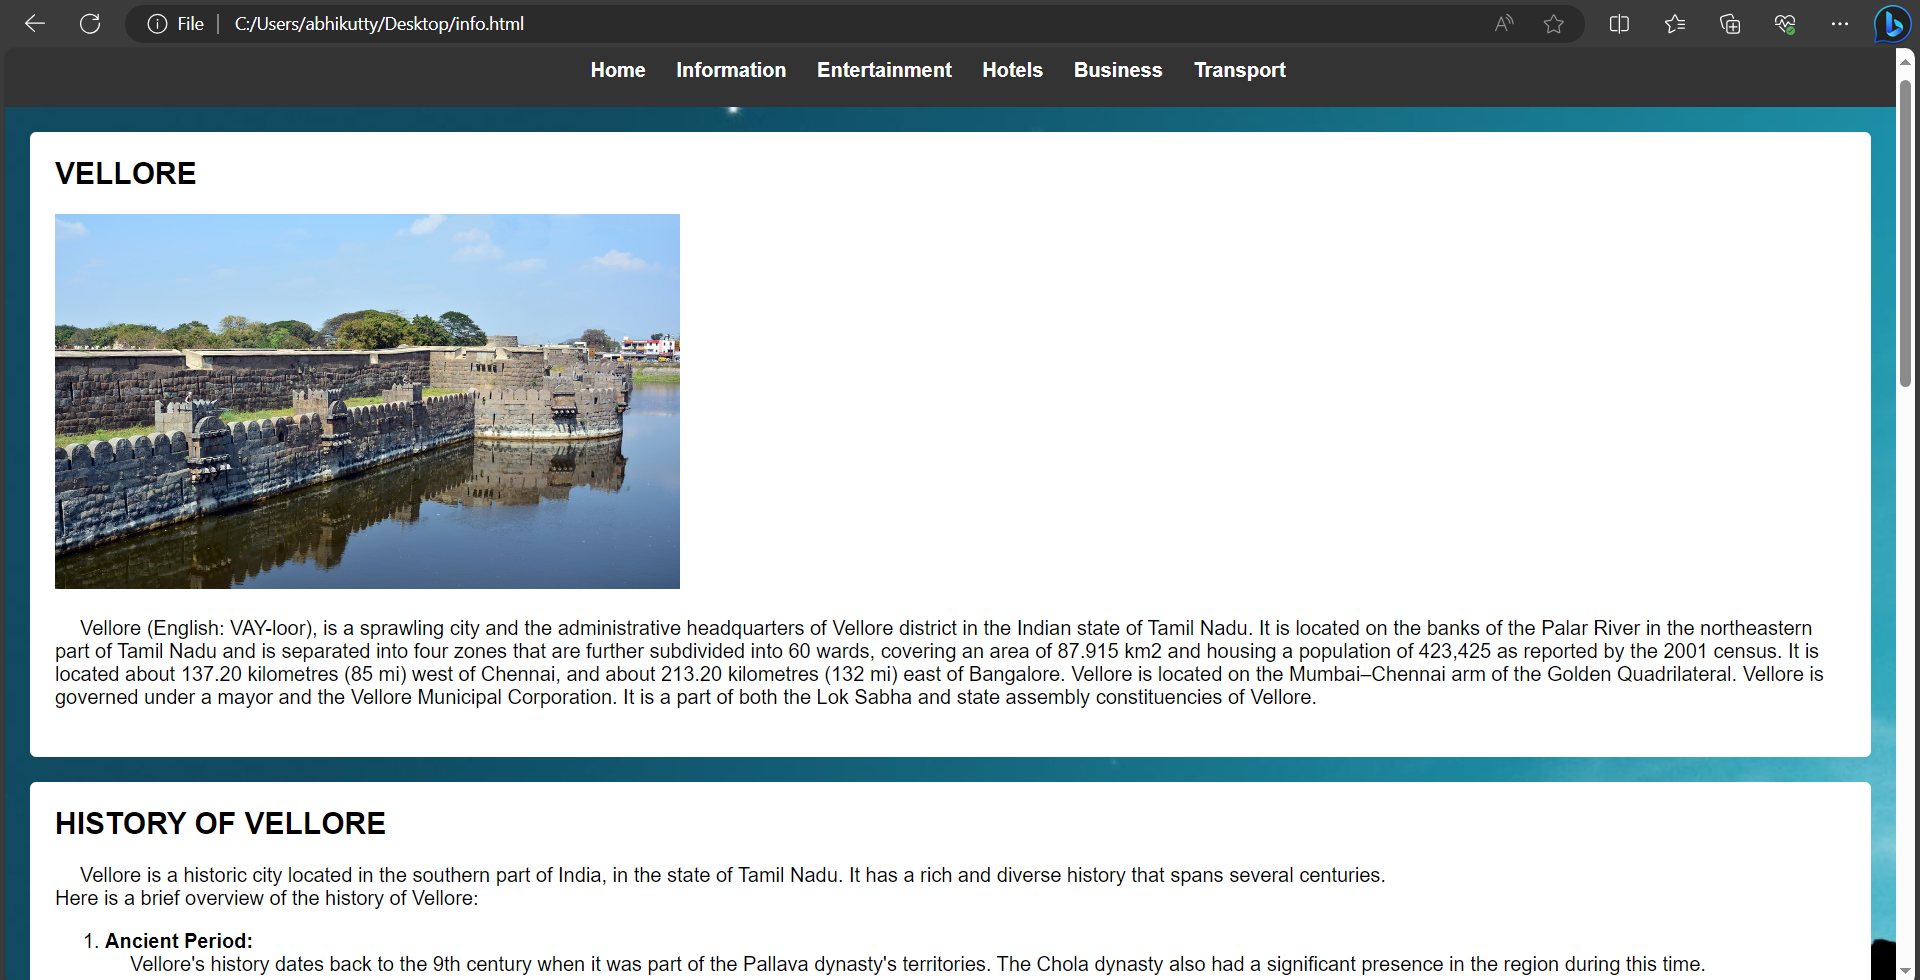 File
C:/Users/abhikutty/Desktop/info.html
Home Information Entertainment Hotels Business Transport
VELLORE
Vellore (English: VAY-loor), is a sprawling city and the administrative headquarters of Vellore district in the Indian state of Tamil Nadu. It is located on the banks of the Palar River in the northeastern
part of Tamil Nadu and is separated into four zones that are further subdivided into 60 wards, covering an area of 87.915 km2 and housing a population of 423,425 as reported by the 2001 census. It is
located about 137.20 kilometres (85 mi) west of Chennai, and about 213.20 kilometres (132 mi) east of Bangalore. Vellore is located on the Mumbai–Chennai arm of the Golden Quadrilateral. Vellore is
governed under a mayor and the Vellore Municipal Corporation. It is a part of both the Lok Sabha and state assembly constituencies of Vellore.
HISTORY OF VELLORE
Vellore is a historic city located in the southern part of India, in the state of Tamil Nadu. It has a rich and diverse history that spans several centuries.
Here is a brief overview of the history of Vellore:
1. Ancient Period:
Vellore's history dates back to the 9th century when it was part of the Pallava dynasty's territories. The Chola dynasty also had a significant presence in the region during this time.